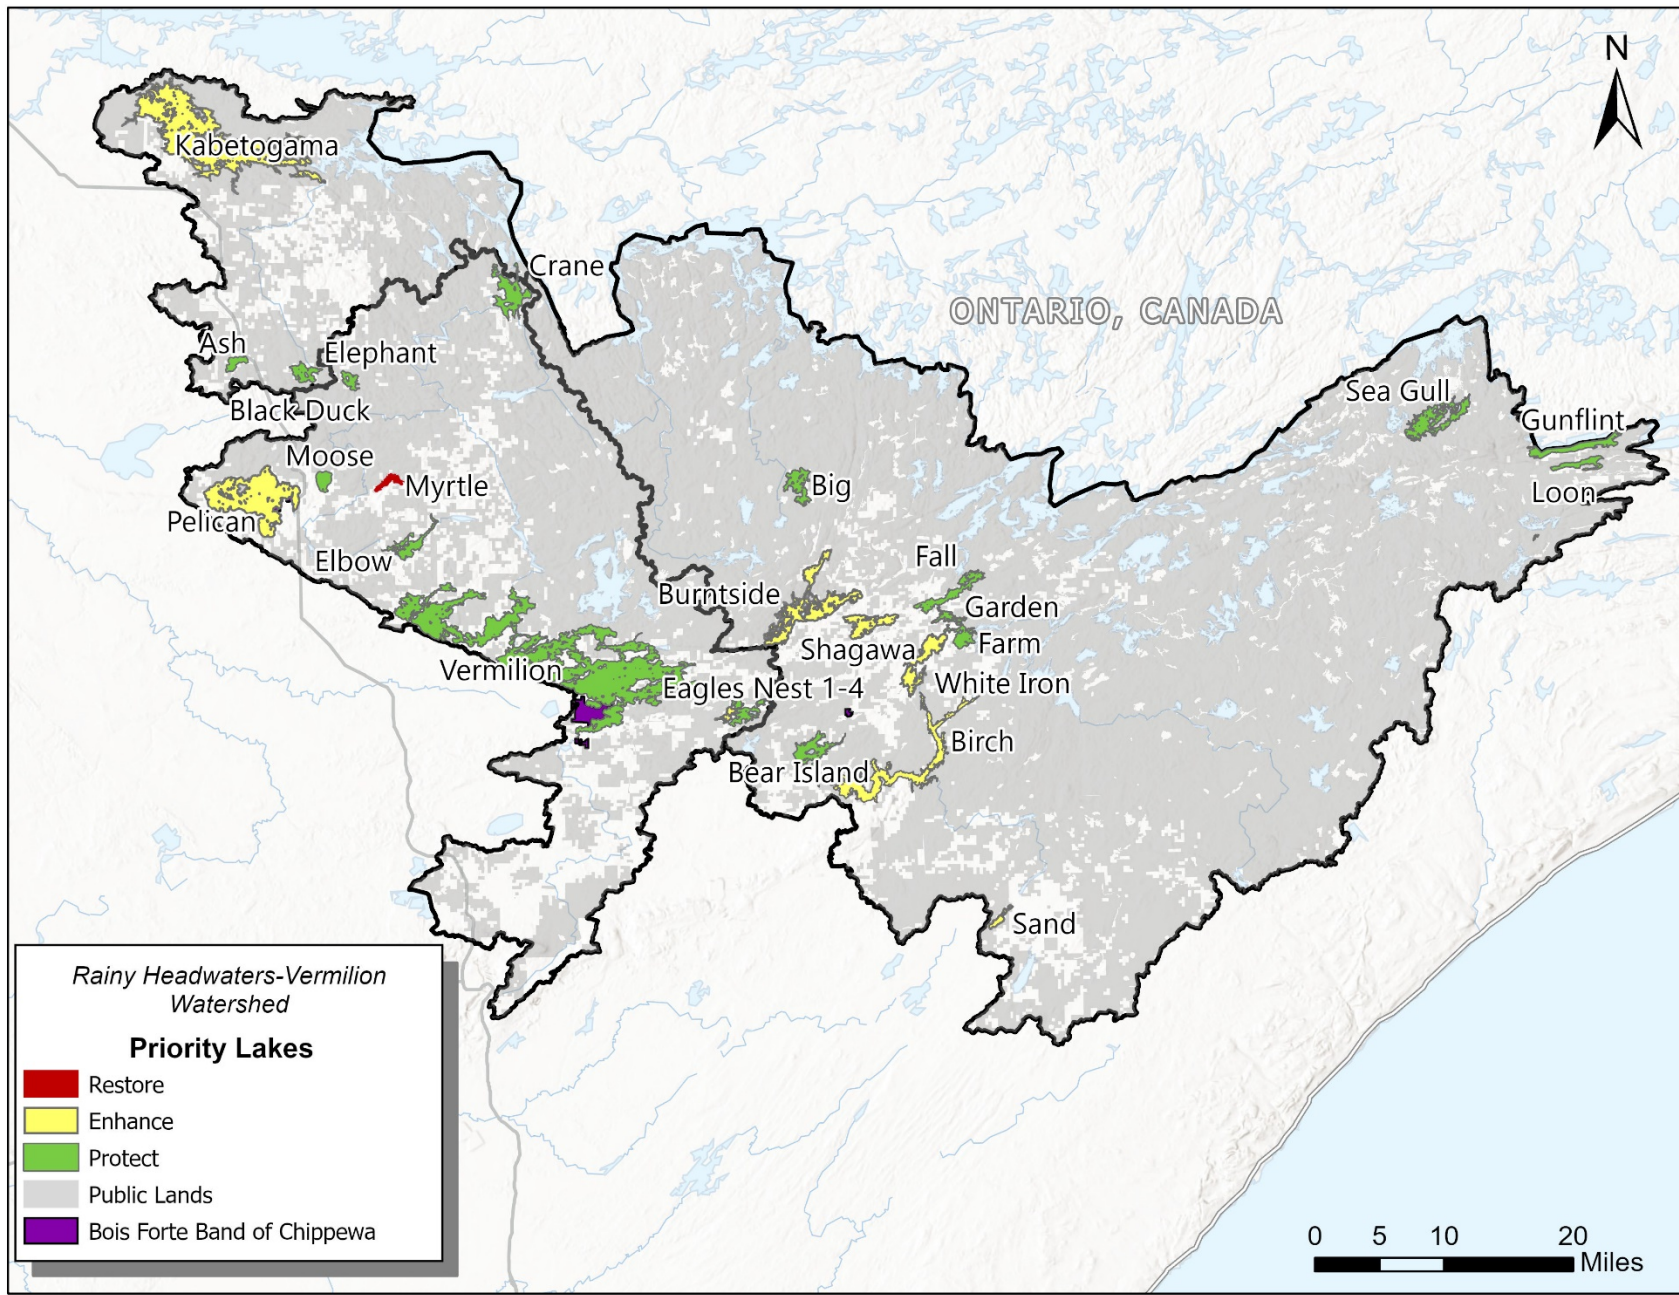 N
Kabetogama
Crane
ONTARIO, CANADA
Ash
Elephant
Black Duck
Sea Gull
Gunflint
Moose
Myrtle
Big
Loon
Pelican
Elbow
Fall
Burntside
Garden
Shagawa
Farm
Vermilion
Eagles Nest 1-4
White Iron
Birch
Bear Island
Sand
Rainy Headwaters-Vermilion
Watershed
Priority Lakes
Restore
Enhance
Protect
Public Lands
Bois Forte Band of Chippewa
0 5 10 20
Miles